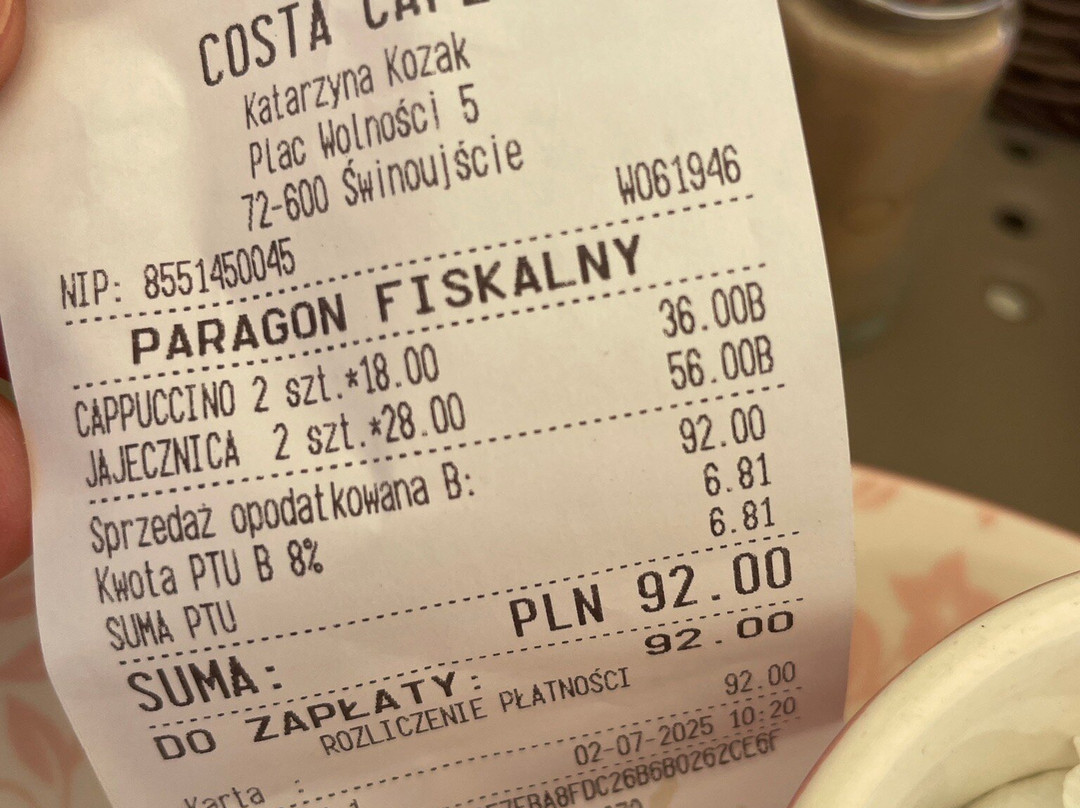 COSTA
Katarzyna Kozak
Plac Wolności 5
72-600 Świnoujście
NIP: 8551450045 W061946
PARAGON FISKALNY
CAPPUCCINO 2 szt.*18.00 36.00B
JAJECZNICA 2 szt.*28.00 56.00B
Sprzedaż opodatkowana B: 92.00
Kwota PTU B 8% 6.81
SUMA PTU 6.81
SUMA: PLN 92.00
DO ZAPŁATY: 92.00
ROZLICZENIE PŁATNOŚCI
Karta : 92.00
02-07-2025 10:20